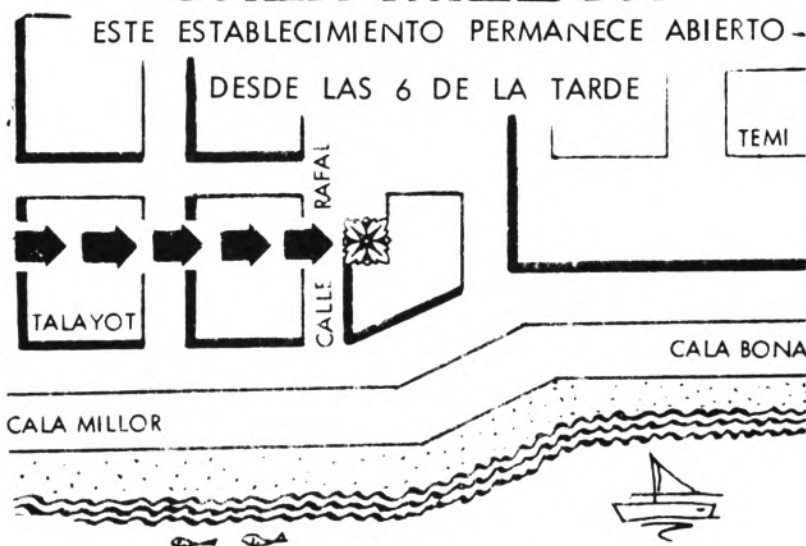 ESTE ESTABLECIMIENTO PERMANECE ABIERTO
DESDE LAS 6 DE LA TARDE
TEMI
CALLE RAFAL
TALAYOT
CALA BONA
CALA MILLOR